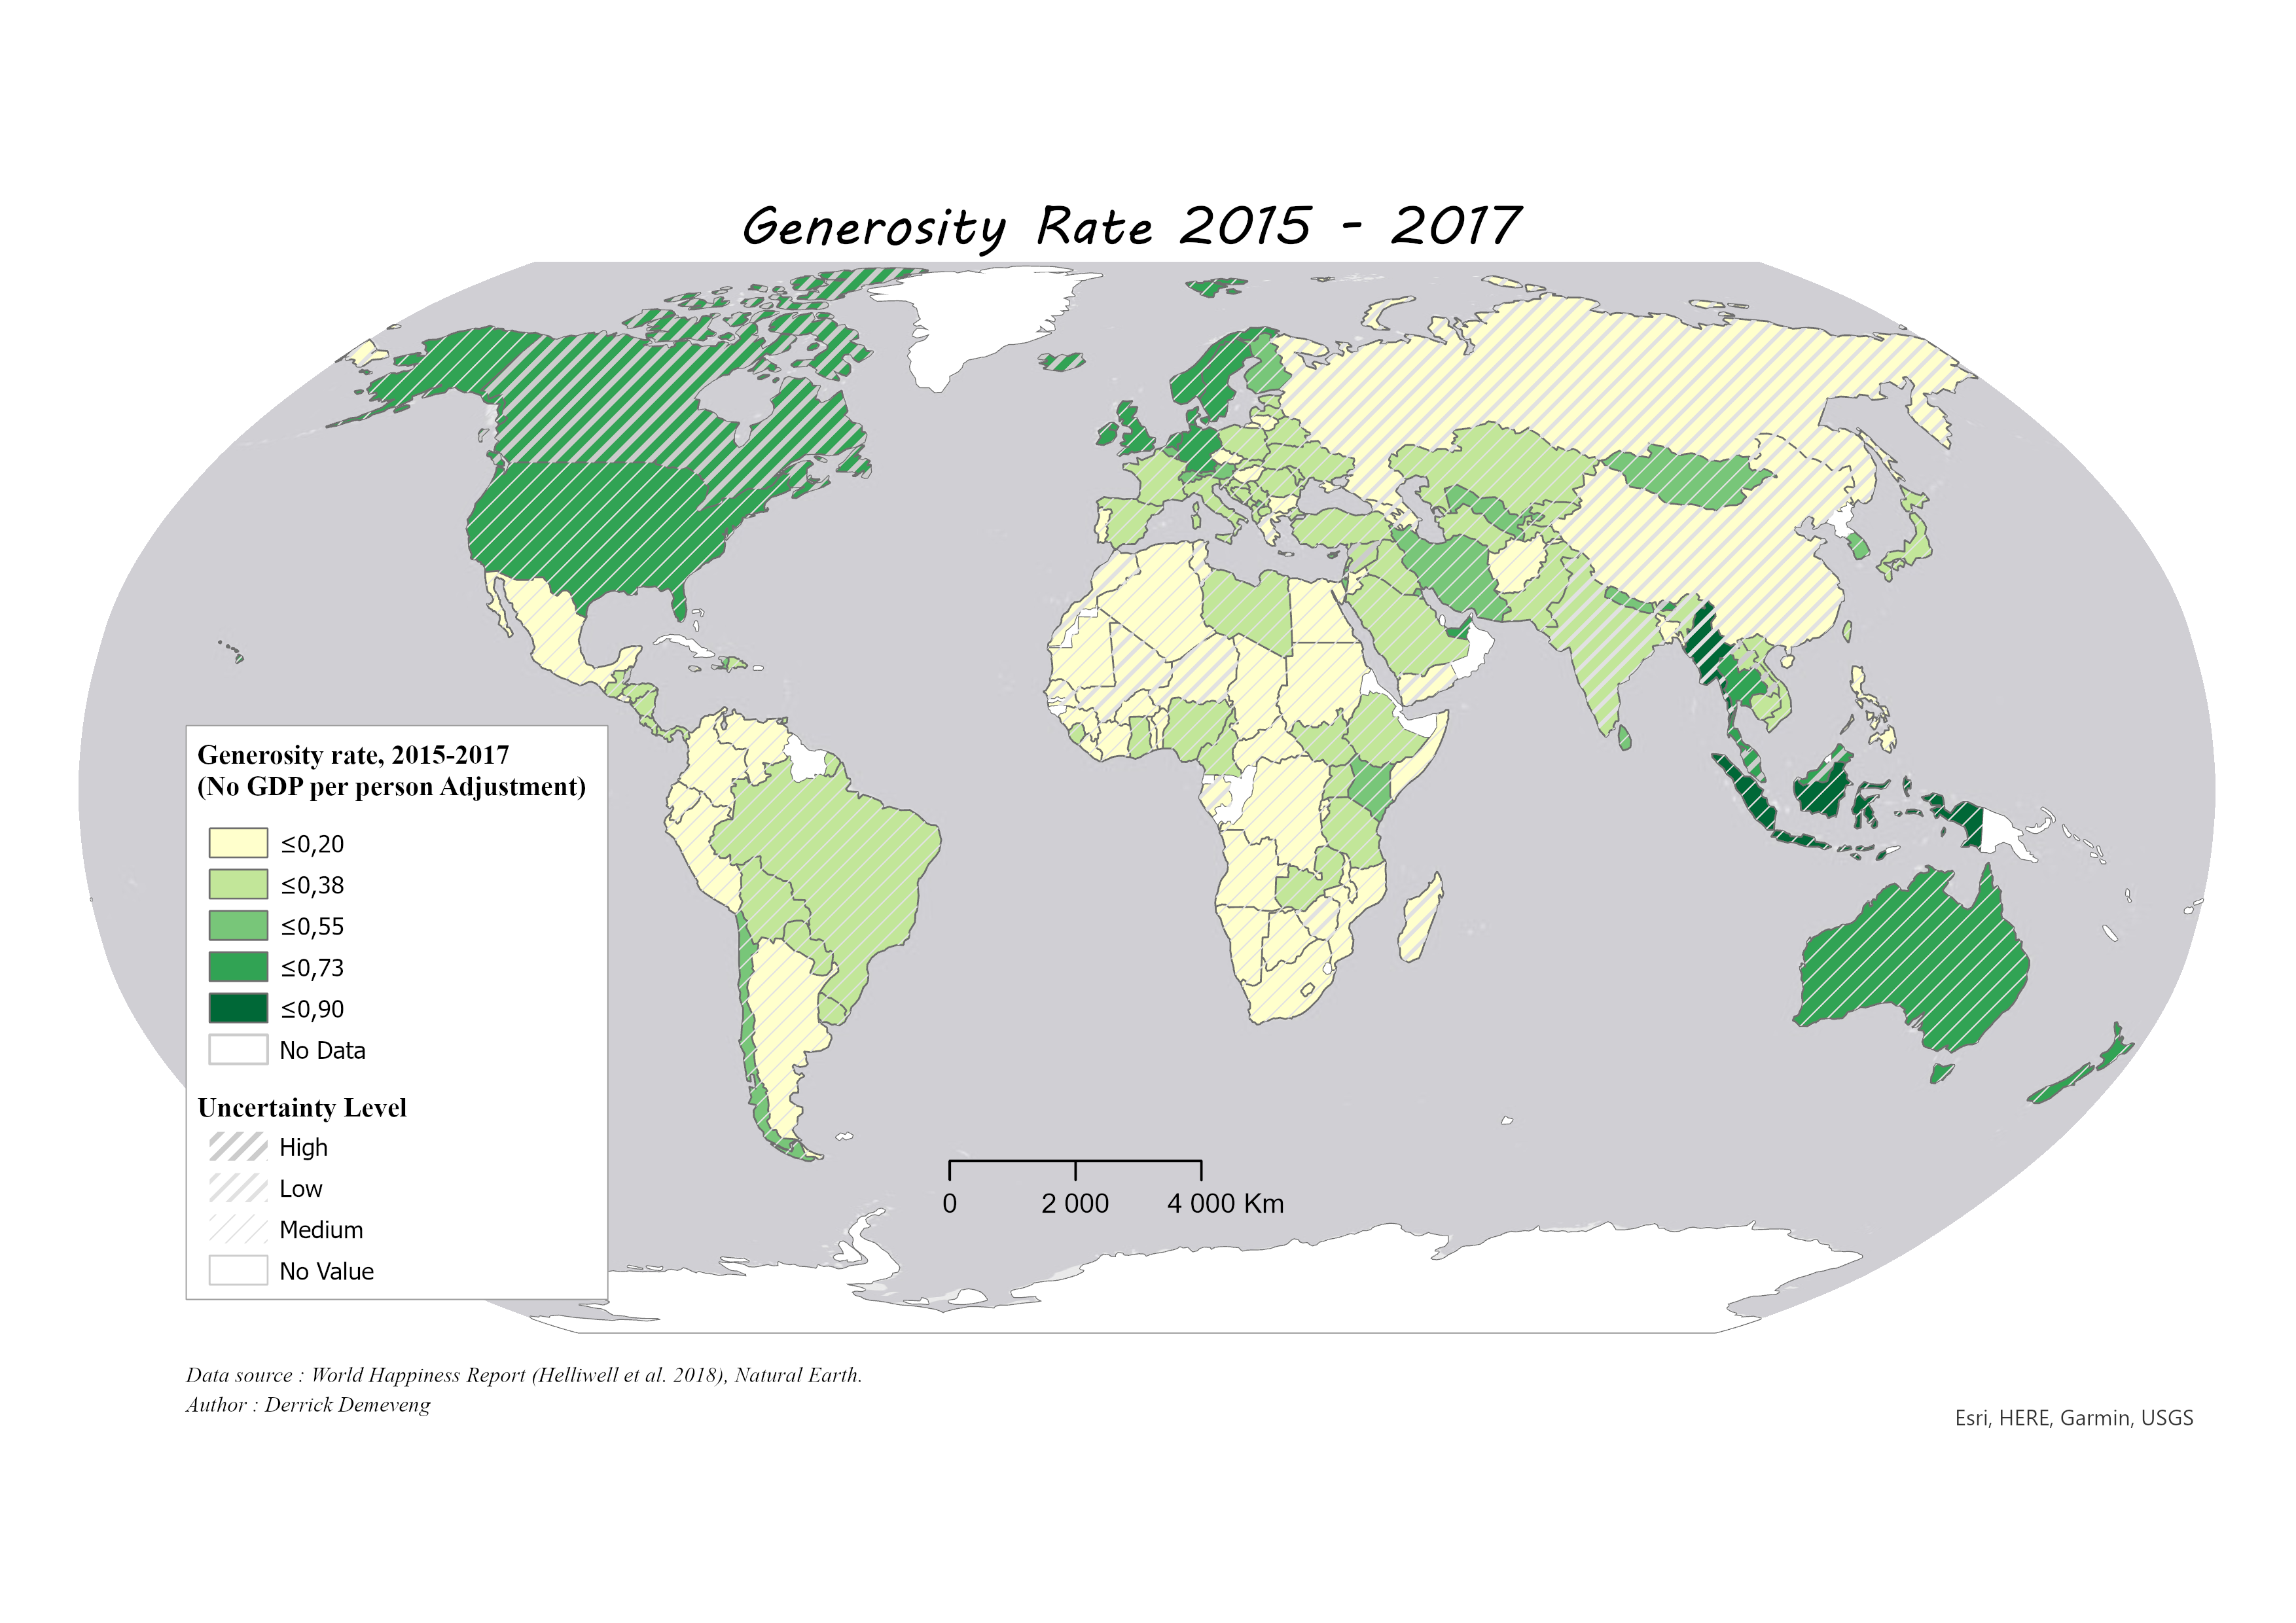 Generosity Rate 2015 - 2017
Generosity rate, 2015-2017
(No GDP per person Adjustment)
≤0,20
≤0,38
≤0,55
≤0,73
≤0,90
No Data
Uncertainty Level
High
Low
Medium
No Value
0 2 000 4 000 Km
Data source : World Happiness Report (Helliwell et al. 2018), Natural Earth.
Author : Derrick Demeveng
Esri, HERE, Garmin, USGS